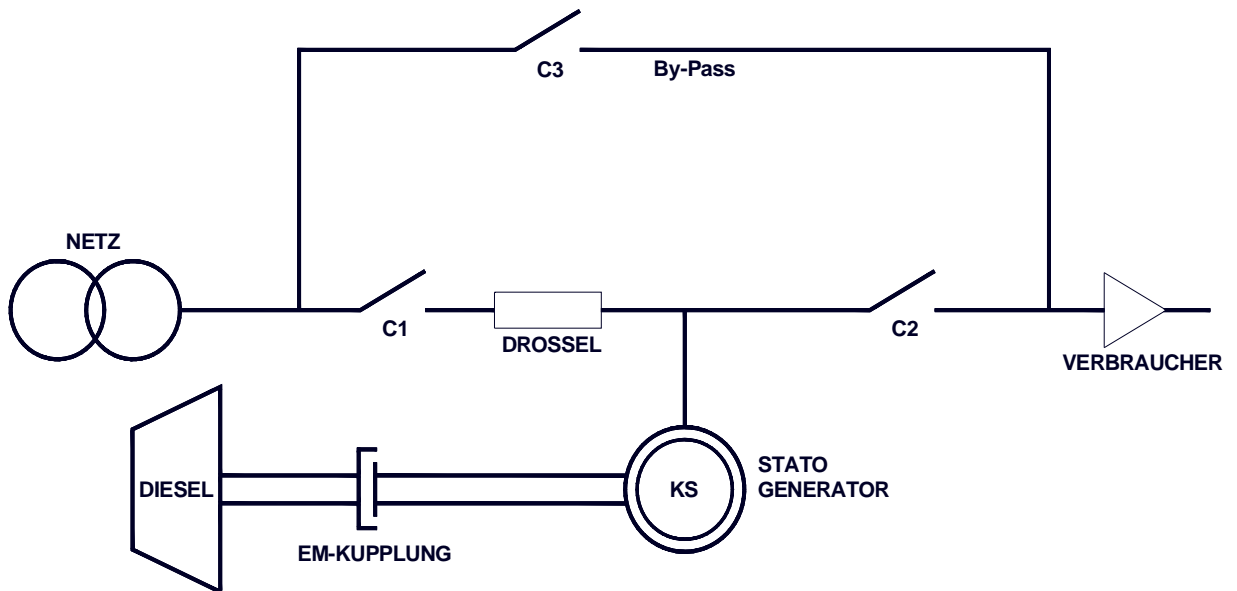 C3
By-Pass
NETZ
C1
DROSSEL
C2
VERBRAUCHER
DIESEL
EM-KUPPLUNG
KS
STATO
GENERATOR